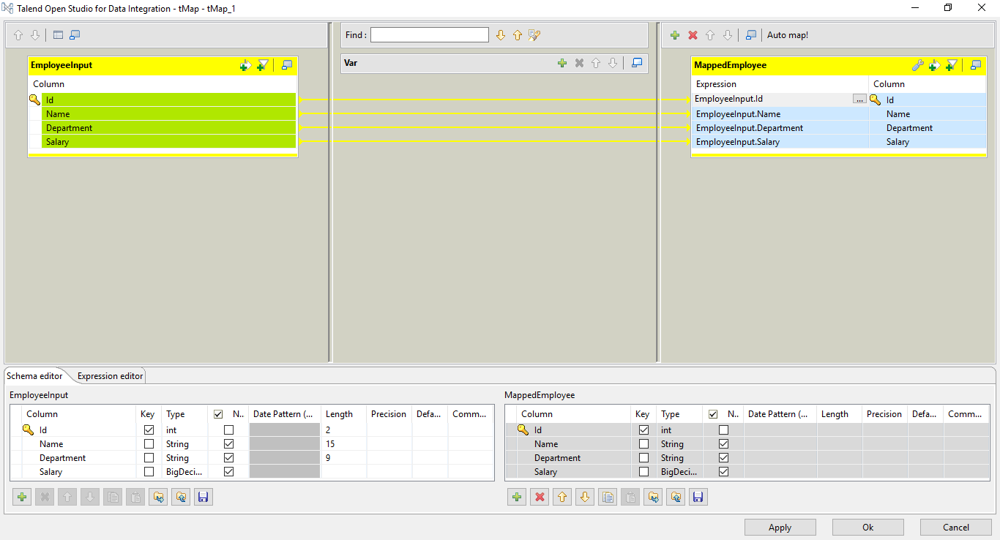 Talend Open Studio for Data Integration - tMap - tMap_1
Find :
Auto map!
EmployeeInput
Var
MappedEmployee
Column
Expression Column
Id
EmployeeInput.Id ... Id
Name
EmployeeInput.Name Name
Department
EmployeeInput.Department Department
Salary
EmployeeInput.Salary Salary
Schema editor Expression editor
EmployeeInput
Column Key Type N.. Date Pattern (... Length Precision Defa... Comm...
Id int 2
Name String 15
Department String 9
Salary BigDeci...
MappedEmployee
Column Key Type N.. Date Pattern (... Length Precision Defa... Comm...
Id int
Name String
Department String
Salary BigDeci...
Apply Ok Cancel